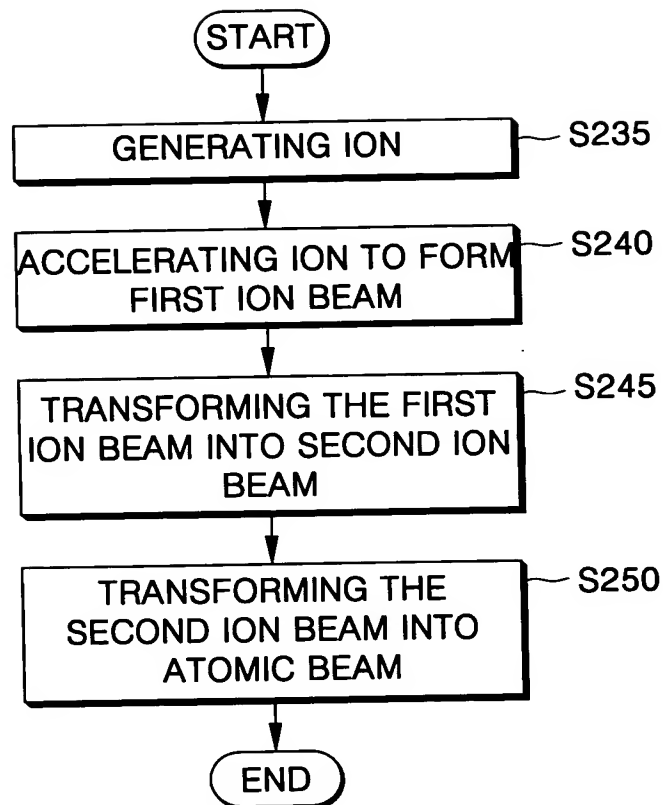 START
GENERATING ION
S235
ACCELERATING ION TO FORM
FIRST ION BEAM
S240
TRANSFORMING THE FIRST
ION BEAM INTO SECOND ION
BEAM
S245
TRANSFORMING THE
SECOND ION BEAM INTO
ATOMIC BEAM
S250
END